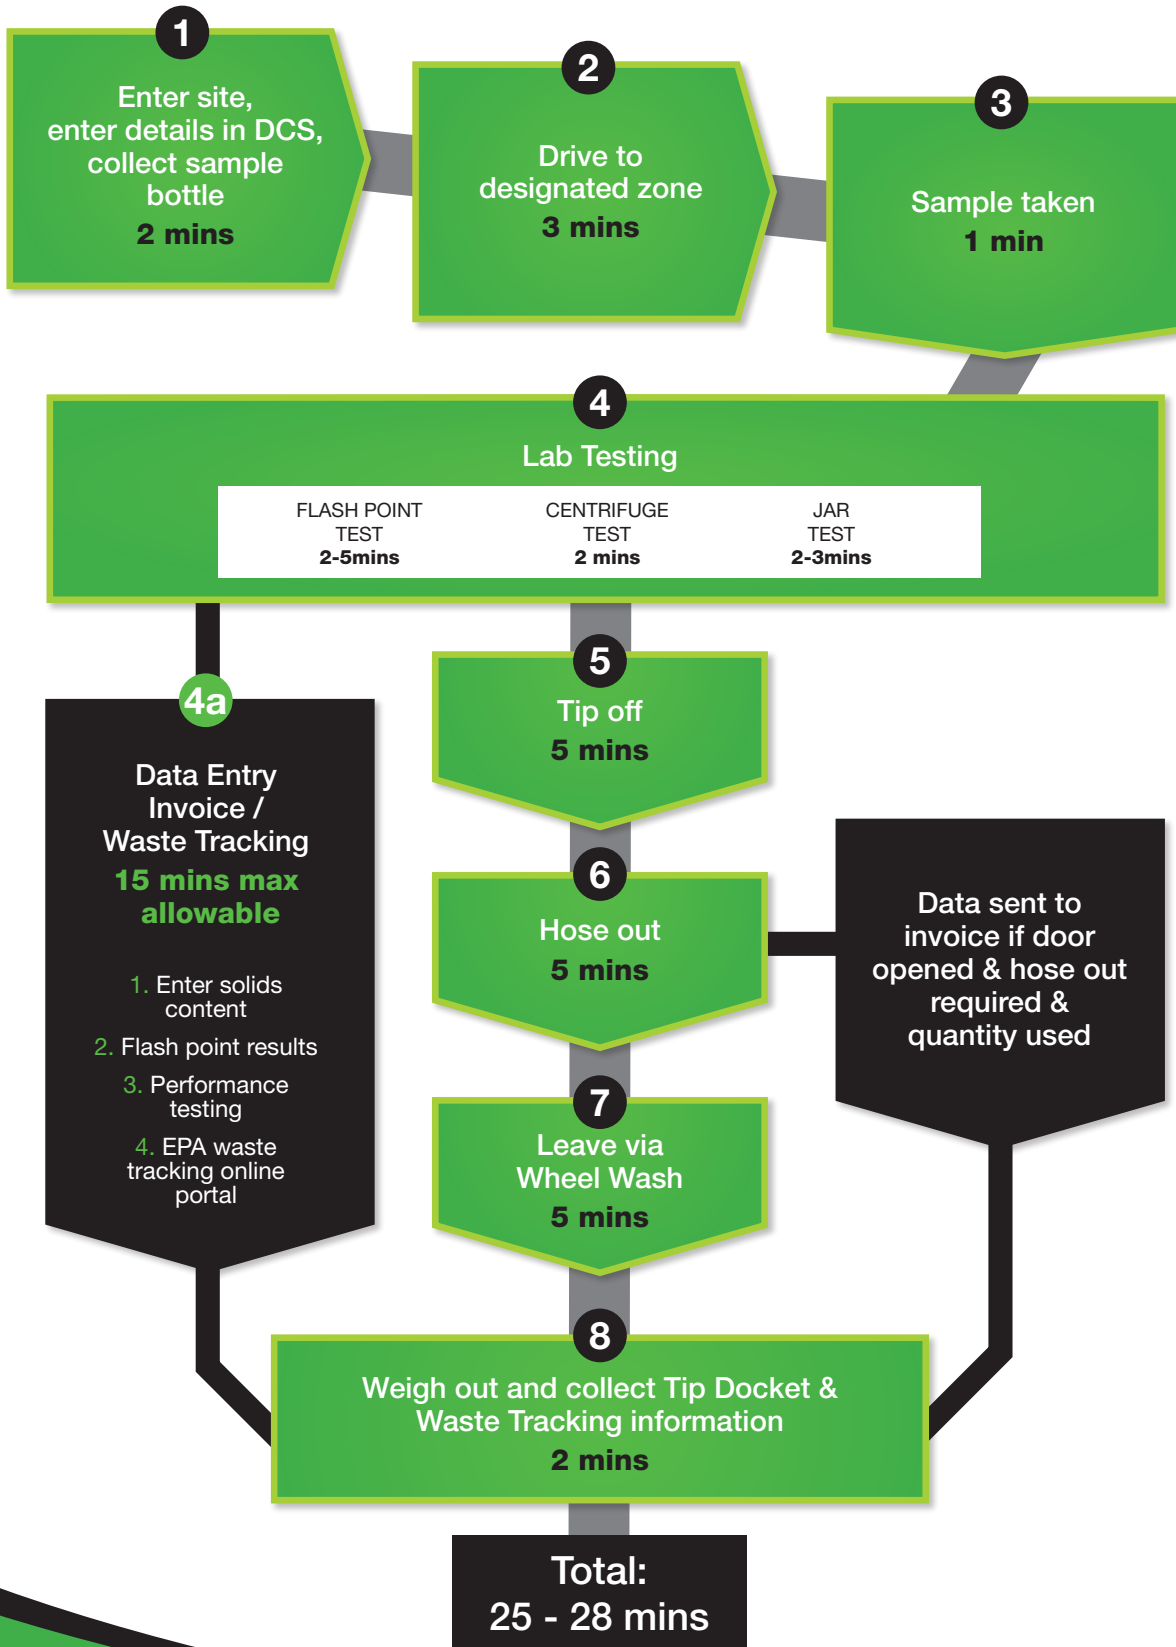 1
Enter site,
enter details in DCS,
collect sample
bottle
2 mins
2
Drive to
designated zone
3 mins
3
Sample taken
1 min
4
Lab Testing
FLASH POINT
TEST
2-5mins
CENTRIFUGE
TEST
2 mins
JAR
TEST
2-3mins
4a
Data Entry
Invoice /
Waste Tracking
15 mins max
allowable
1. Enter solids
content
2. Flash point results
3. Performance
testing
4. EPA waste
tracking online
portal
5
Tip off
5 mins
6
Hose out
5 mins
Data sent to
invoice if door
opened & hose out
required &
quantity used
7
Leave via
Wheel Wash
5 mins
8
Weigh out and collect Tip Docket &
Waste Tracking information
2 mins
Total:
25 - 28 mins